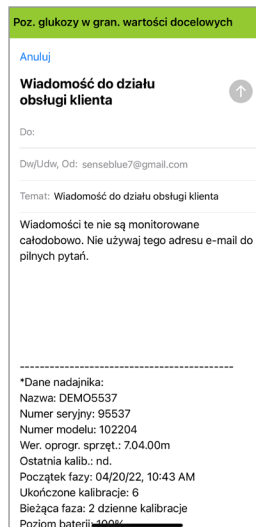 Poz. glukozy w gran. wartości docelowych
Anuluj
Wiadomość do działu
obsługi klienta
Do:
Dw/Udw, Od: senseblue7@gmail.com
Temat: Wiadomość do działu obsługi klienta
Wiadomości te nie są monitorowane
całodobowo. Nie używaj tego adresu e-mail do
pilnych pytań.
-----------------------------------------
*Dane nadajnika:
Nazwa: DEMO5537
Numer seryjny: 95537
Numer modelu: 102204
Wer. oprogr. sprzęt.: 7.04.00m
Ostatnia kalib.: nd.
Początek fazy: 04/20/22, 10:43 AM
Ukończone kalibracje: 6
Bieżąca faza: 2 dzienne kalibracje
Poziom baterii: 100%